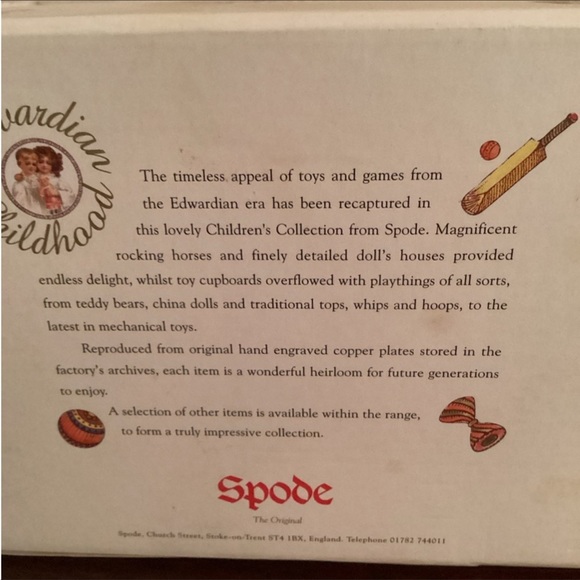 wardian
hildhood
The timeless appeal of toys and games from
the Edwardian era has been recaptured in
this lovely Children's Collection from Spode. Magnificent
rocking horses and finely detailed doll's houses provided
endless delight, whilst toy cupboards overflowed with playthings of all sorts,
from teddy bears, china dolls and traditional tops, whips and hoops, to the
latest in mechanical toys.
Reproduced from original hand engraved copper plates stored in the
factory's archives, each item is a wonderful heirloom for future generations
to enjoy.
A selection of other items is available within the range,
to form a truly impressive collection.
Spode
The Original
Spode, Church Street, Stoke-on-Trent ST4 1BX, England. Telephone 01782 744011